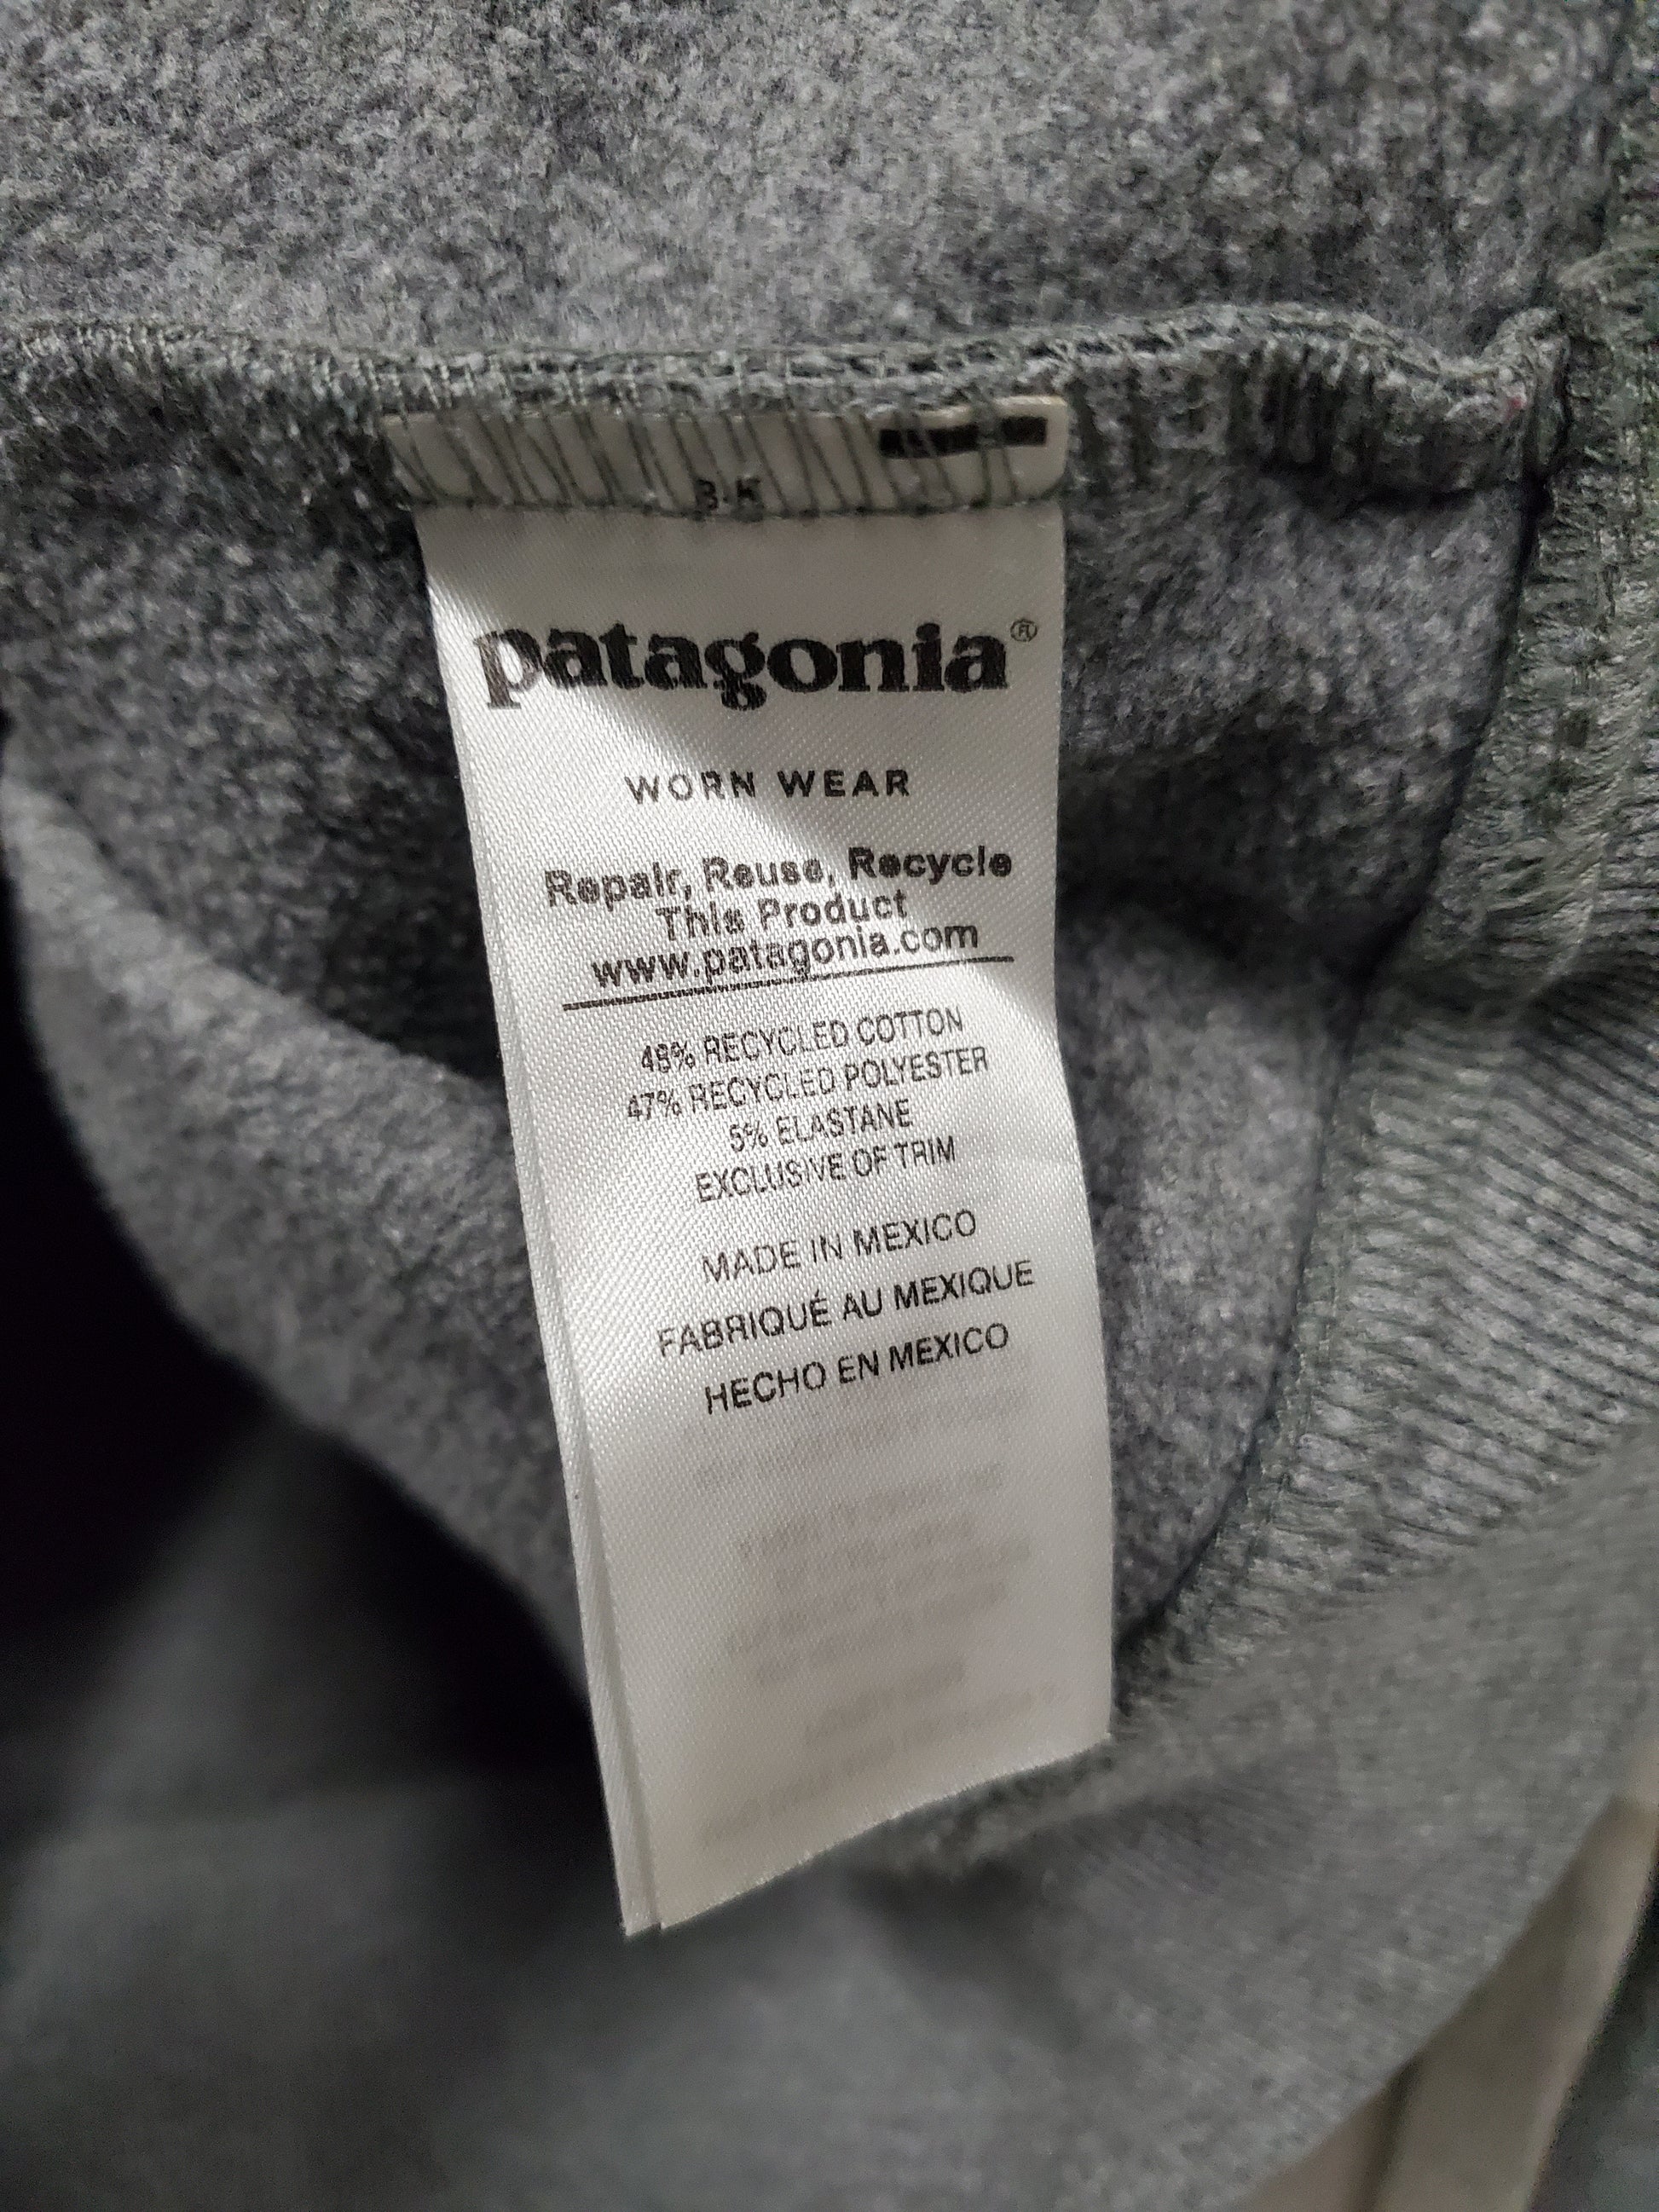 patagonia®
WORN WEAR
Repair, Reuse, Recycle
This Product
www.patagonia.com
48% RECYCLED COTTON
47% RECYCLED POLYESTER
5% ELASTANE
EXCLUSIVE OF TRIM
MADE IN MEXICO
FABRIQUÉ AU MEXIQUE
HECHO EN MEXICO